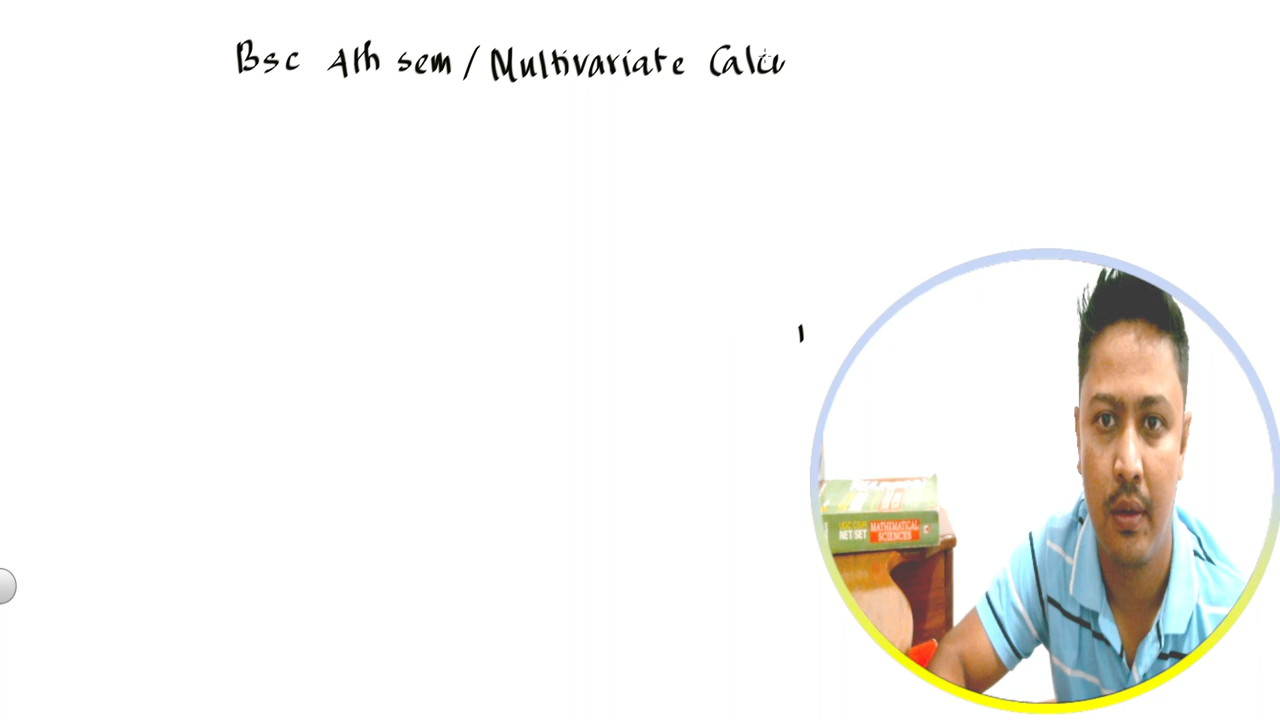 Bsc 4th sem / Multivariate Calcu
UGC CSIR
NET/SET
MATHEMATICAL
SCIENCES